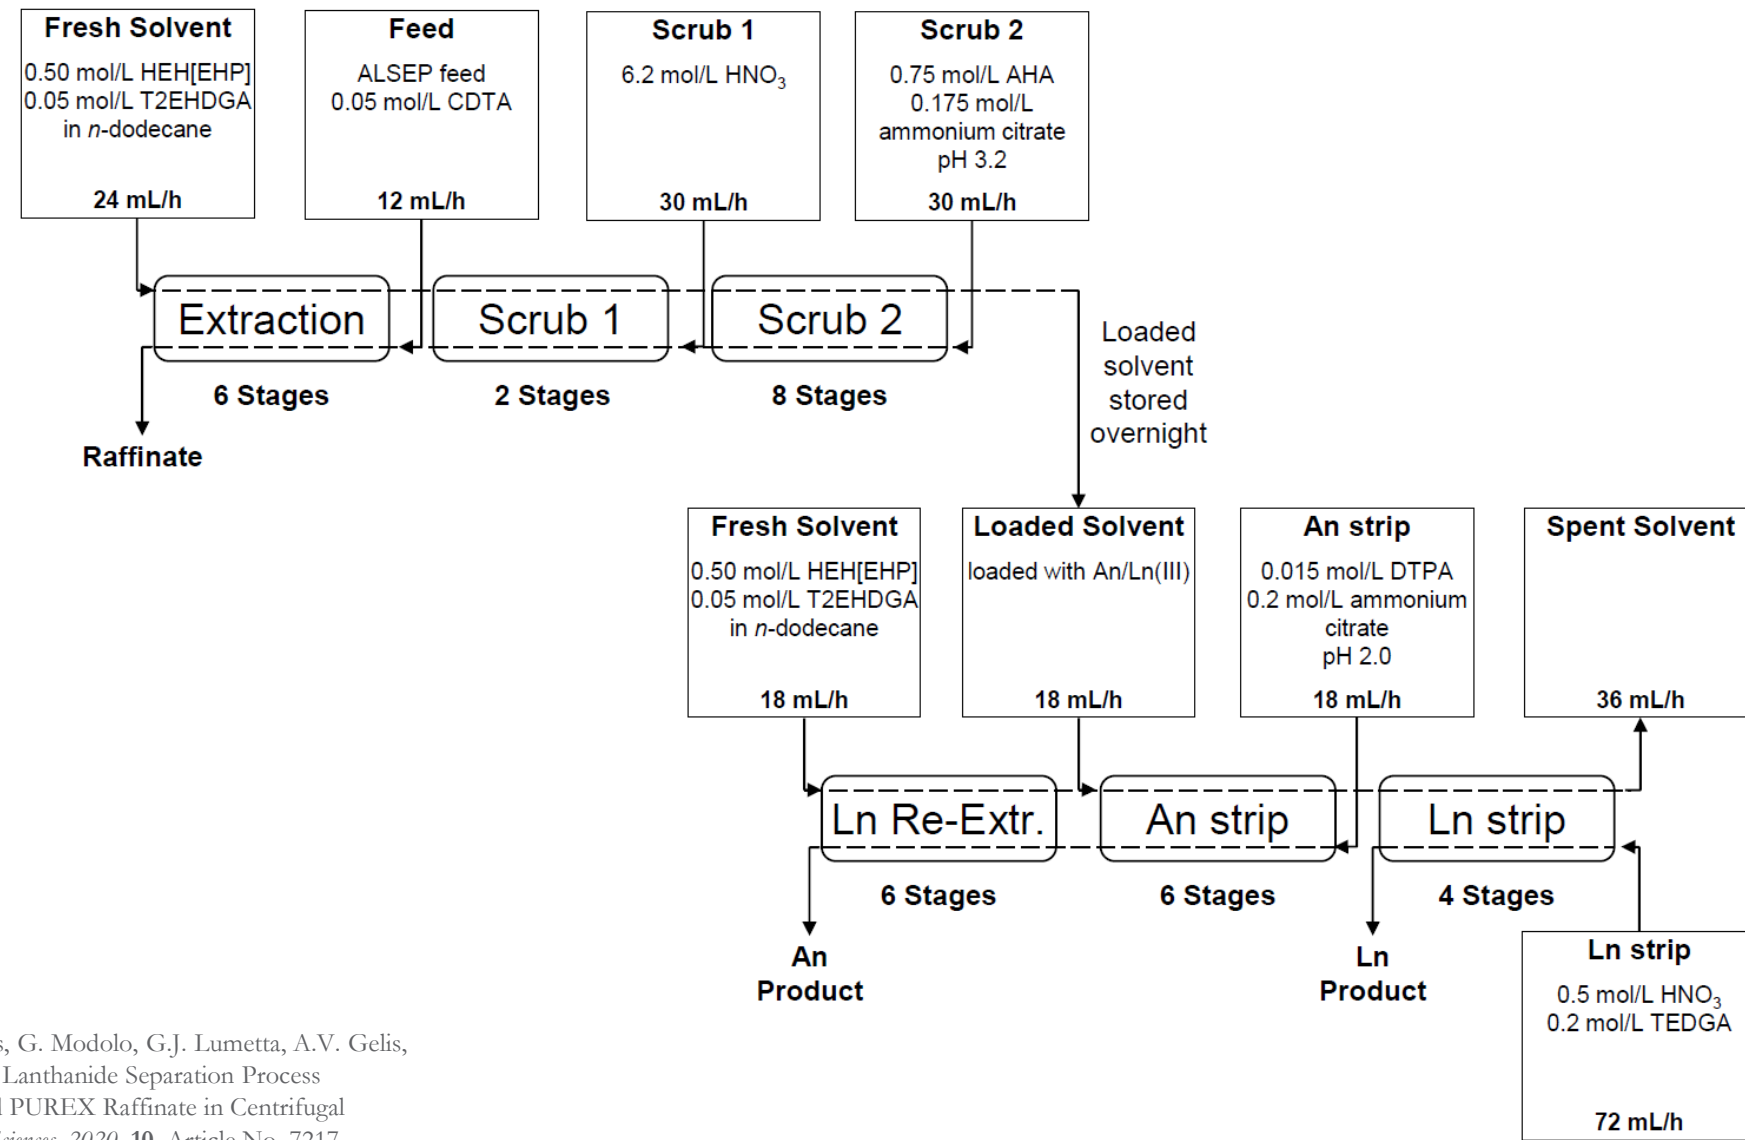 Fresh Solvent
0.50 mol/L HEH[EHP]
0.05 mol/L T2EHDGA
in n-dodecane
24 mL/h
Feed
ALSEP feed
0.05 mol/L CDTA
12 mL/h
Scrub 1
6.2 mol/L HNO₃
30 mL/h
Scrub 2
0.75 mol/L AHA
0.175 mol/L
ammonium citrate
pH 3.2
30 mL/h
Extraction
6 Stages
Scrub 1
2 Stages
Scrub 2
8 Stages
Raffinate
Loaded
solvent
stored
overnight
Fresh Solvent
0.50 mol/L HEH[EHP]
0.05 mol/L T2EHDGA
in n-dodecane
18 mL/h
Loaded Solvent
loaded with An/Ln(III)
18 mL/h
An strip
0.015 mol/L DTPA
0.2 mol/L ammonium
citrate
pH 2.0
18 mL/h
Spent Solvent
36 mL/h
Ln Re-Extr.
6 Stages
An strip
6 Stages
Ln strip
4 Stages
An
Product
Ln
Product
Ln strip
0.5 mol/L HNO₃
0.2 mol/L TEDGA
72 mL/h
G. Modolo, G.J. Lumetta, A.V. Gelis,
Lanthanide Separation Process
PUREX Raffinate in Centrifugal
2020, 10, Article No. 7217